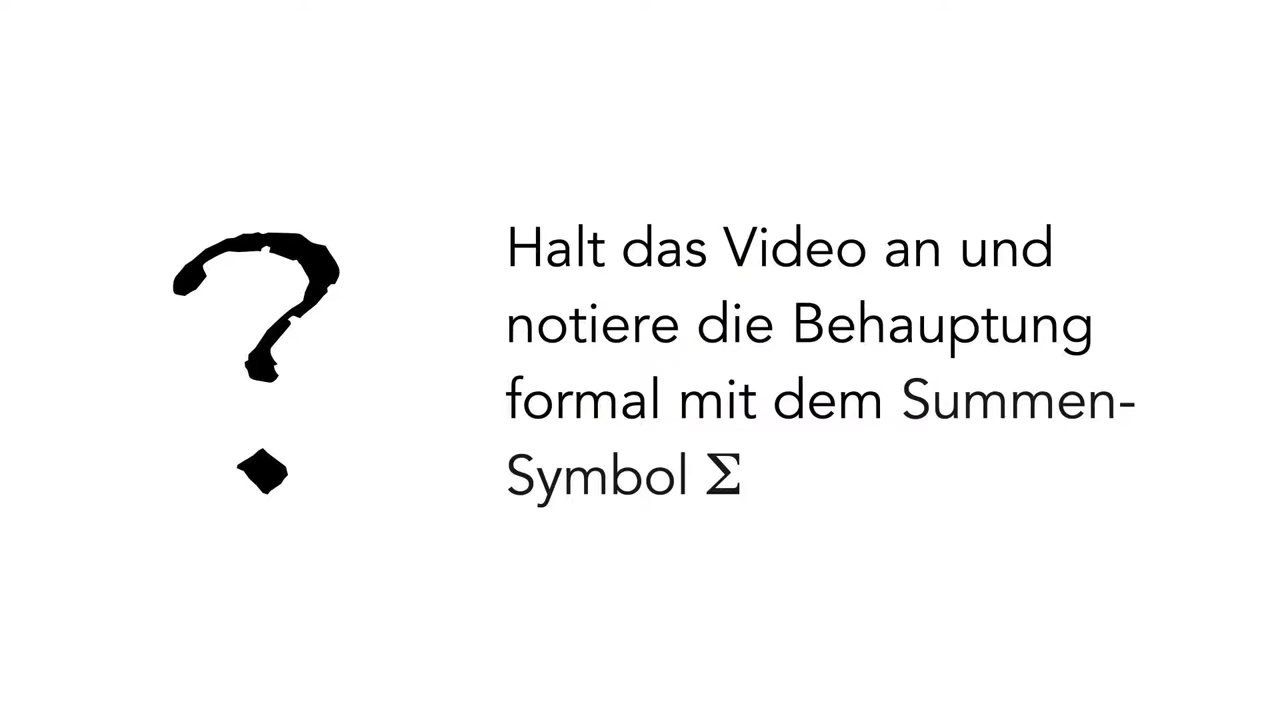 ?
Halt das Video an und
notiere die Behauptung
formal mit dem Summen-
Symbol Σ